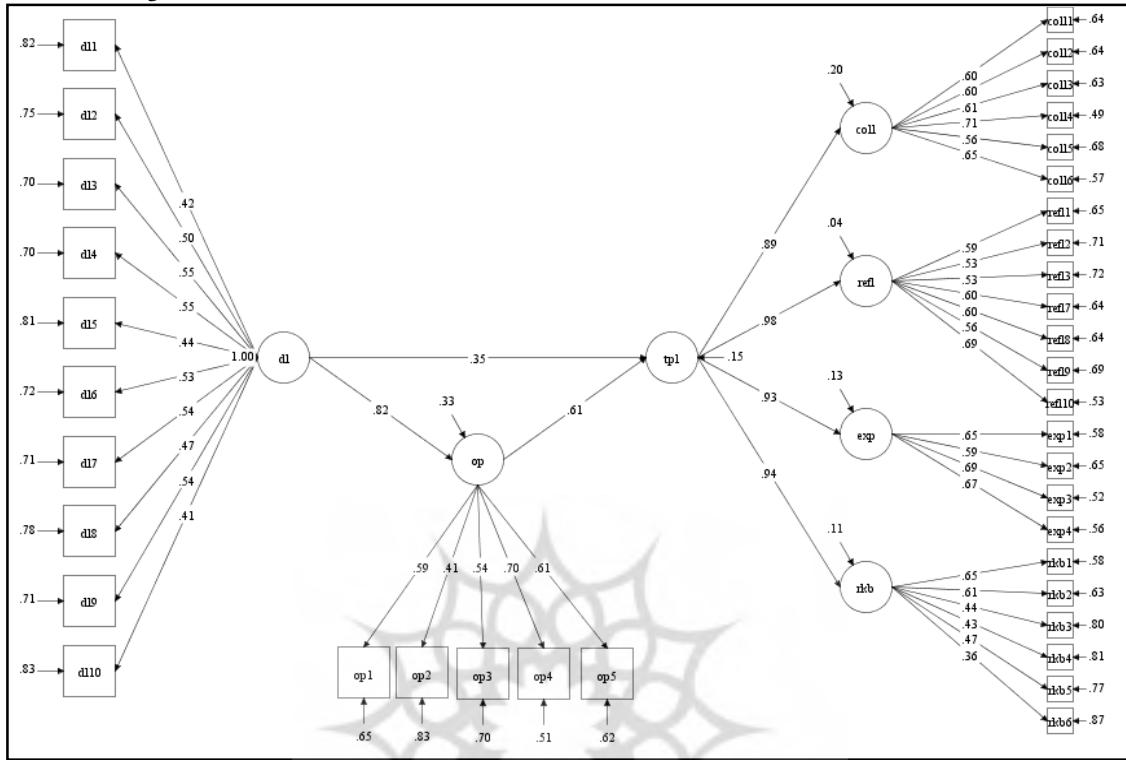 .82
dl1
.75
dl2
.70
dl3
.70
dl4
.81
dl5
.72
dl6
.71
dl7
.78
dl8
.71
dl9
.83
dl10
.42
.50
.55
.55
.44
.53
.54
.47
.54
.41
1.00
dl
.35
.82
.33
op
.61
.59
.41
.54
.70
.61
op1
op2
op3
op4
op5
.65
.83
.70
.51
.62
tpl
.15
.89
.98
.93
.94
.20
coll
.60
.60
.61
.71
.56
.65
coll1
.64
coll2
.64
coll3
.63
coll4
.49
coll5
.68
coll6
.57
.04
refl
.59
.53
.53
.60
.60
.56
.69
refl1
.65
refl2
.71
refl3
.72
refl7
.64
refl8
.64
refl9
.69
refl10
.53
.13
exp
.65
.59
.69
.67
exp1
.58
exp2
.65
exp3
.52
exp4
.56
.11
rkb
.65
.61
.44
.43
.47
.36
rkb1
.58
rkb2
.63
rkb3
.80
rkb4
.81
rkb5
.77
rkb6
.87